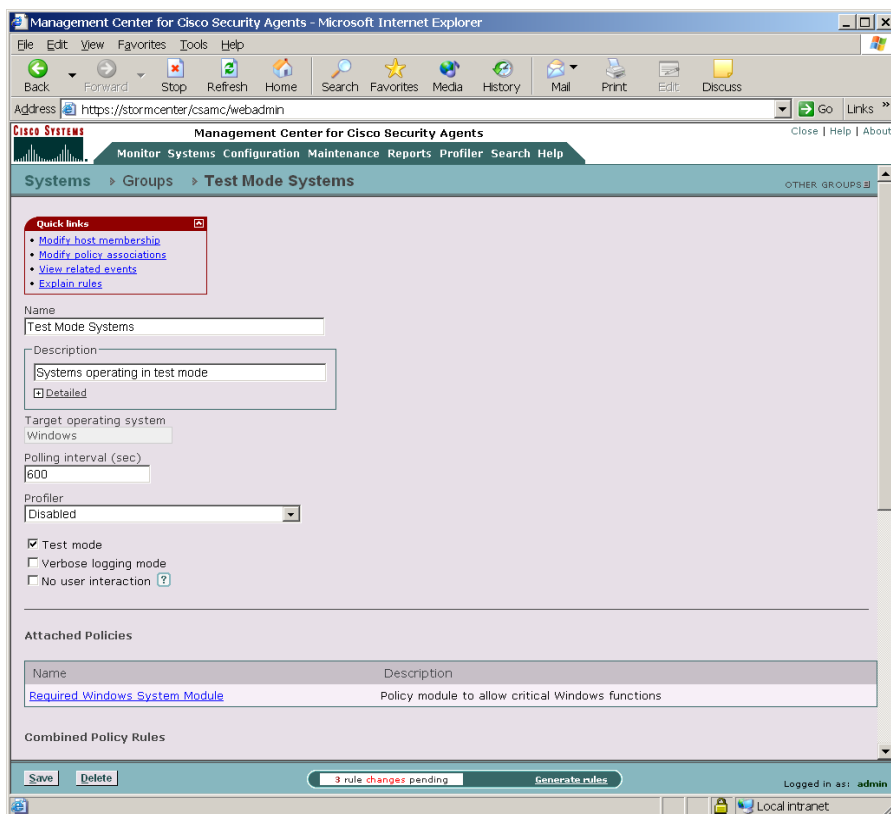 Management Center for Cisco Security Agents - Microsoft Internet Explorer
File Edit View Favorites Tools Help
Back Forward Stop Refresh Home Search Favorites Media History Mail Print Edit Discuss
Address https://stormcenter/csamc/webadmin Go Links »
CISCO SYSTEMS Management Center for Cisco Security Agents Close | Help | About
Monitor Systems Configuration Maintenance Reports Profiler Search Help
Systems Groups Test Mode Systems OTHER GROUPS
Quick links
• Modify host membership
• Modify policy associations
• View related events
• Explain rules
Name
Test Mode Systems
Description
Systems operating in test mode
+ Detailed
Target operating system
Windows
Polling interval (sec)
600
Profiler
Disabled
Test mode
Verbose logging mode
No user interaction ?
Attached Policies
Name Description
Required Windows System Module Policy module to allow critical Windows functions
Combined Policy Rules
Save Delete 3 rule changes pending Generate rules Logged in as: admin
Local intranet